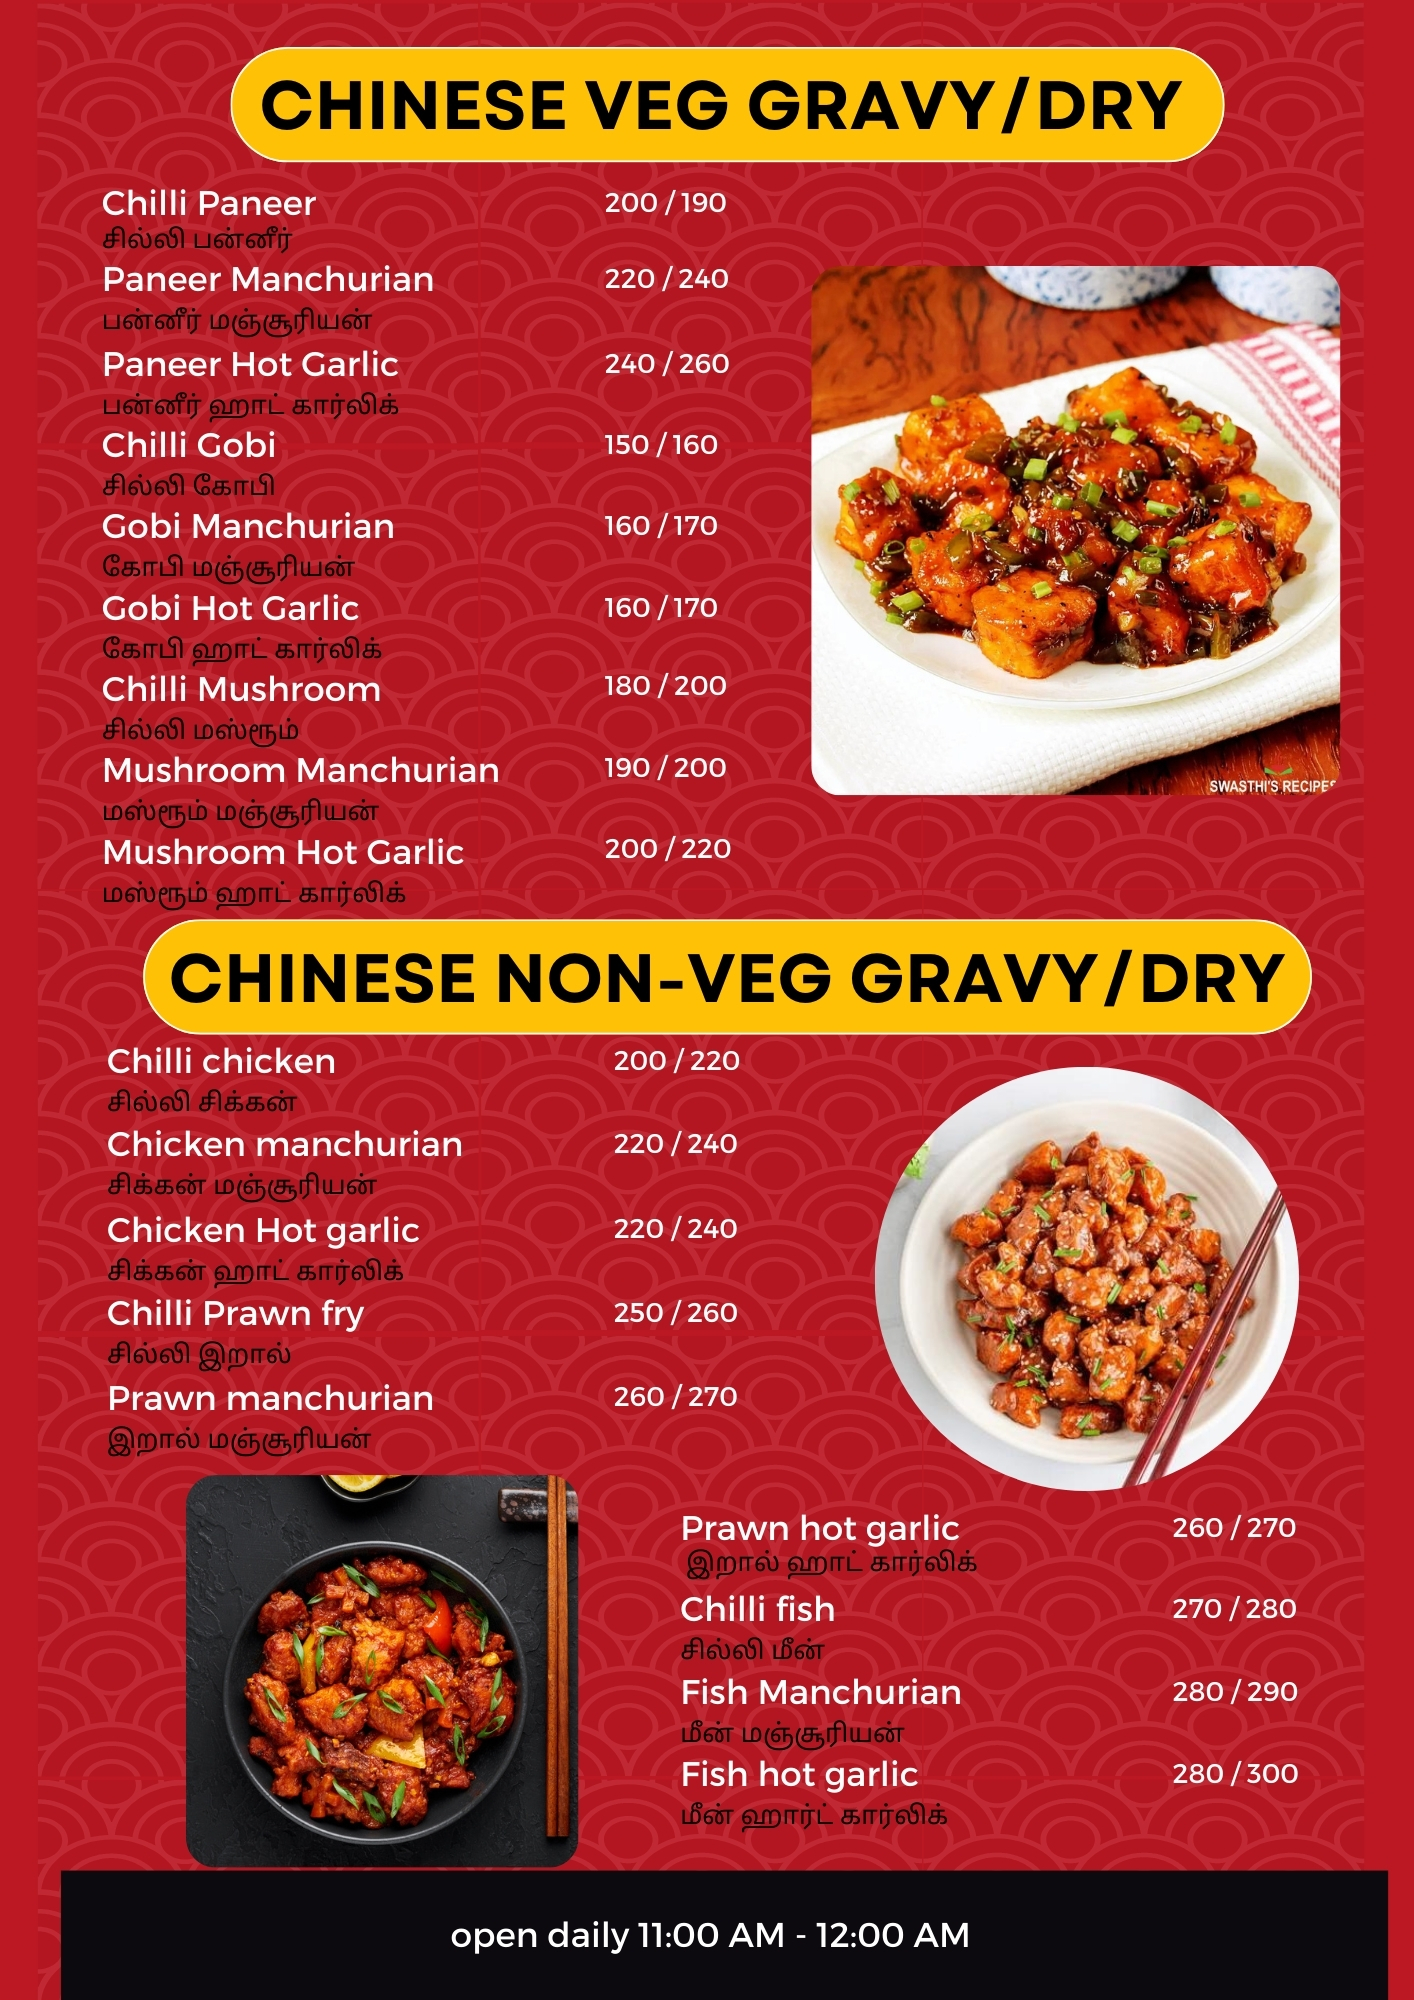 CHINESE VEG GRAVY/DRY
Chilli Paneer 200 / 190
சில்லி பன்னீர்
Paneer Manchurian 220 / 240
பன்னீர் மஞ்சூரியன்
Paneer Hot Garlic 240 / 260
பன்னீர் ஹாட் கார்லிக்
Chilli Gobi 150 / 160
சில்லி கோபி
Gobi Manchurian 160 / 170
கோபி மஞ்சூரியன்
Gobi Hot Garlic 160 / 170
கோபி ஹாட் கார்லிக்
Chilli Mushroom 180 / 200
சில்லி மஸ்ரூம்
Mushroom Manchurian 190 / 200
மஸ்ரூம் மஞ்சூரியன்
Mushroom Hot Garlic 200 / 220
மஸ்ரூம் ஹாட் கார்லிக்
SWASTHI'S RECIPES
CHINESE NON-VEG GRAVY/DRY
Chilli chicken 200 / 220
சில்லி சிக்கன்
Chicken manchurian 220 / 240
சிக்கன் மஞ்சூரியன்
Chicken Hot garlic 220 / 240
சிக்கன் ஹாட் கார்லிக்
Chilli Prawn fry 250 / 260
சில்லி இறால்
Prawn manchurian 260 / 270
இறால் மஞ்சூரியன்
Prawn hot garlic 260 / 270
இறால் ஹாட் கார்லிக்
Chilli fish 270 / 280
சில்லி மீன்
Fish Manchurian 280 / 290
மீன் மஞ்சூரியன்
Fish hot garlic 280 / 300
மீன் ஹார்ட் கார்லிக்
open daily 11:00 AM - 12:00 AM